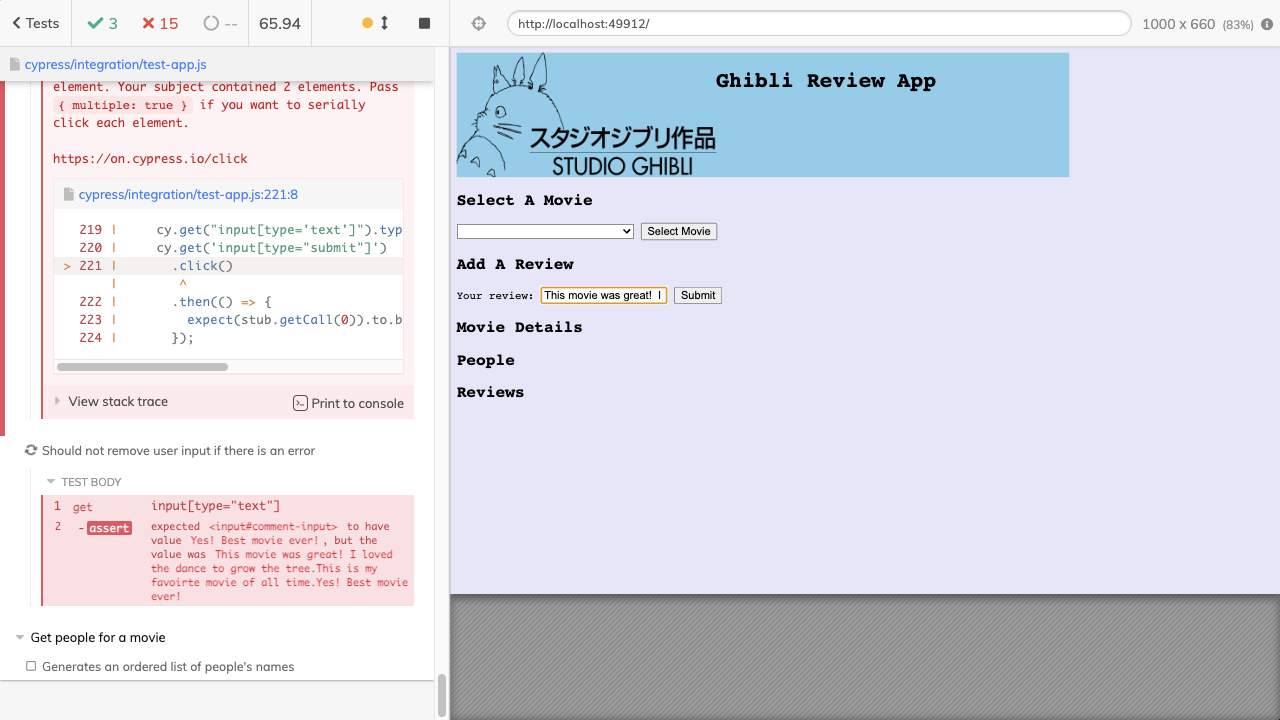 Tests
3
15
--
65.94
http://localhost:49912/
1000 x 660 (83%)
cypress/integration/test-app.js
element. Your subject contained 2 elements. Pass
{ multiple: true } if you want to serially
click each element.
https://on.cypress.io/click
cypress/integration/test-app.js:221:8
219 | cy.get("input[type='text']").typ
220 | cy.get('input[type="submit"]')
> 221 | .click()
| ^
222 | .then(() => {
223 | expect(stub.getCall(0)).to.b
224 | });
View stack trace
Print to console
Should not remove user input if there is an error
TEST BODY
1 get input[type="text"]
2 -assert expected <input#comment-input> to have
value Yes! Best movie ever!, but the
value was This movie was great! I loved
the dance to grow the tree.This is my
favoirte movie of all time.Yes! Best movie
ever!
Get people for a movie
Generates an ordered list of people's names
Ghibli Review App
スタジオジブリ作品
STUDIO GHIBLI
Select A Movie
Select Movie
Add A Review
Your review: This movie was great! I Submit
Movie Details
People
Reviews